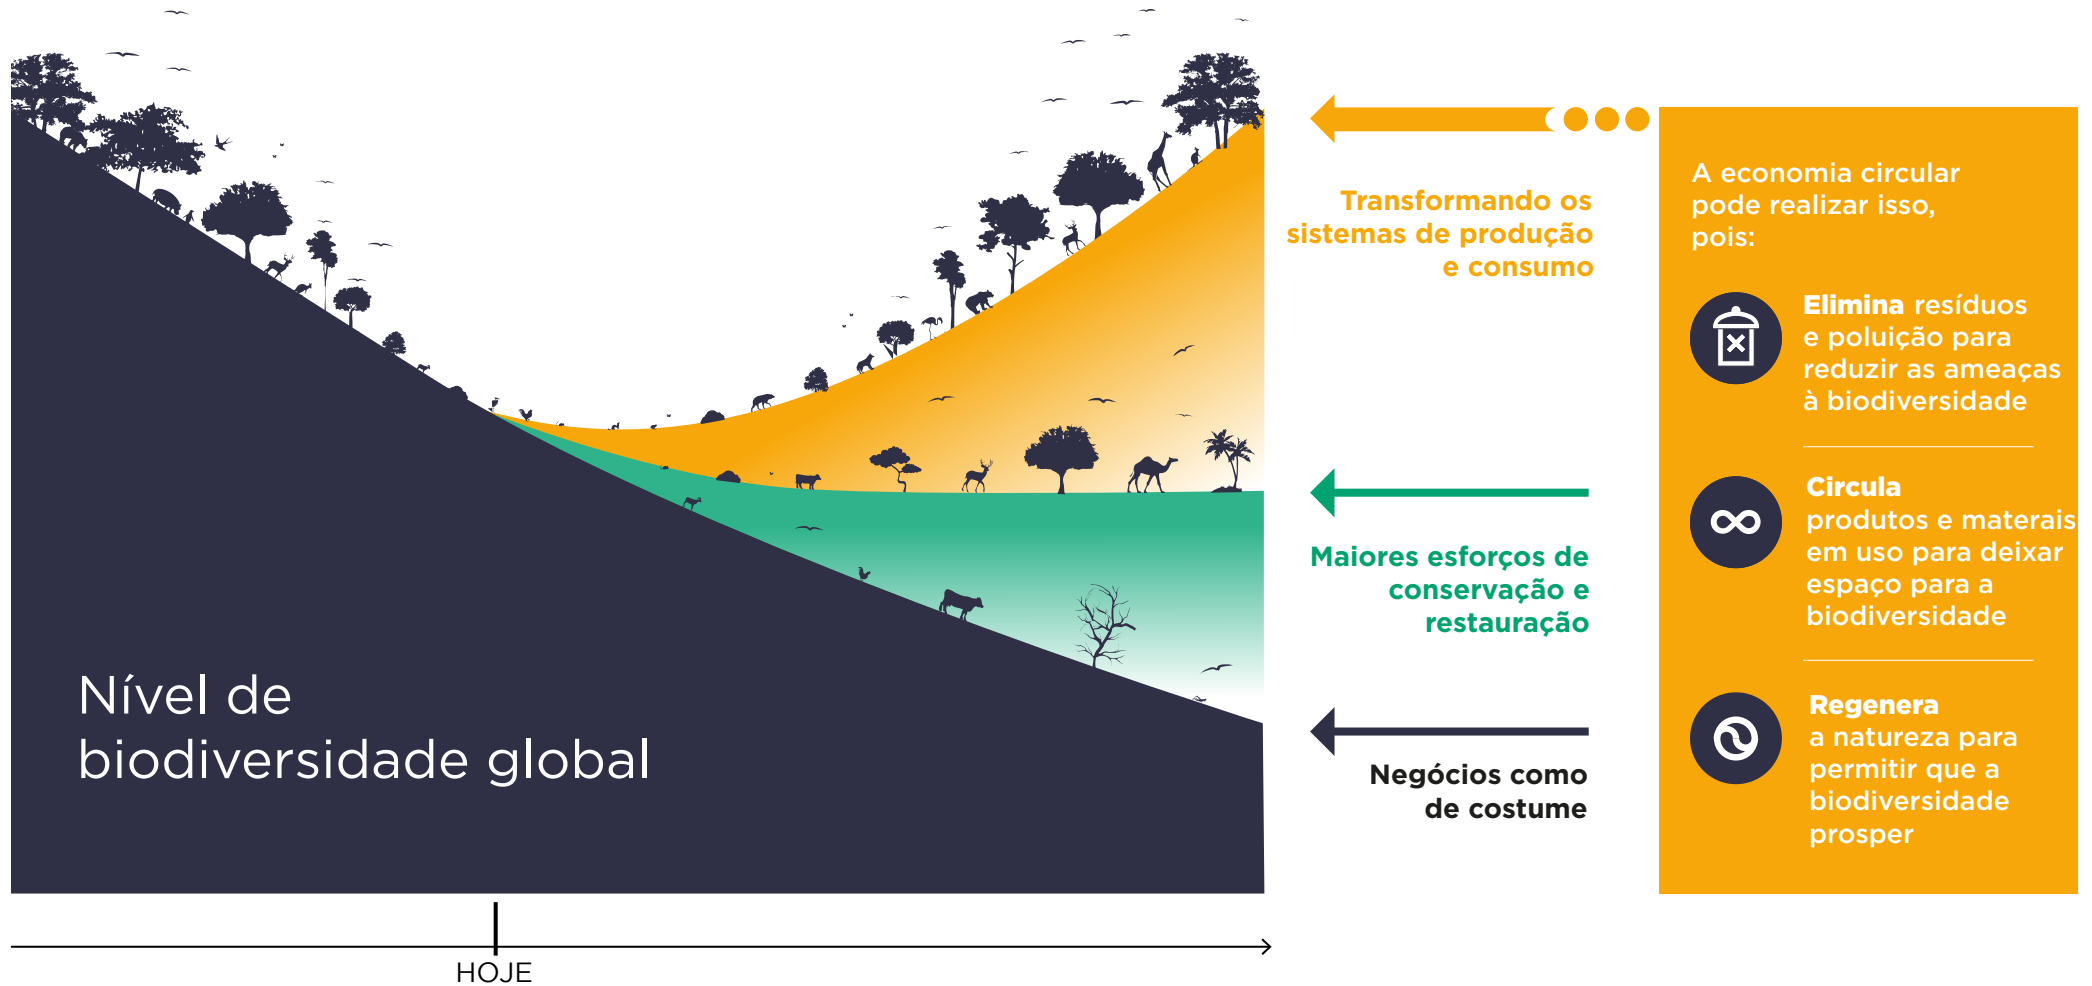 Nível de
biodiversidade global
HOJE
Transformando os
sistemas de produção
e consumo
Maiores esforços de
conservação e
restauração
Negócios como
de costume
A economia circular
pode realizar isso,
pois:
Elimina resíduos
e poluição para
reduzir as ameaças
à biodiversidade
Circula
produtos e materais
em uso para deixar
espaço para a
biodiversidade
Regenera
a natureza para
permitir que a
biodiversidade
prosper